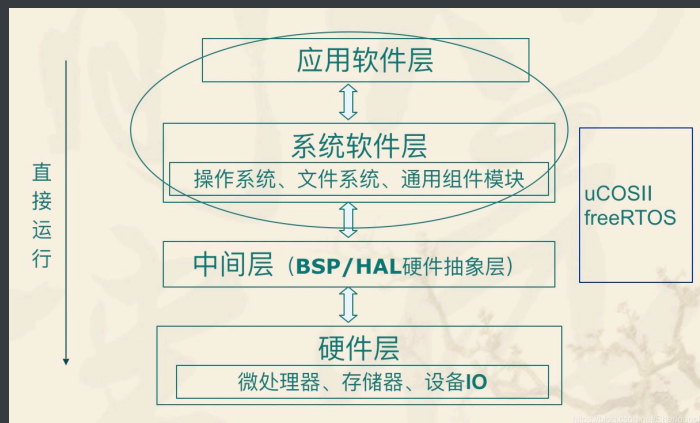 应用软件层
系统软件层
操作系统、文件系统、通用组件模块
直接运行
uCOSII
freeRTOS
中间层（BSP/HAL硬件抽象层）
硬件层
微处理器、存储器、设备IO